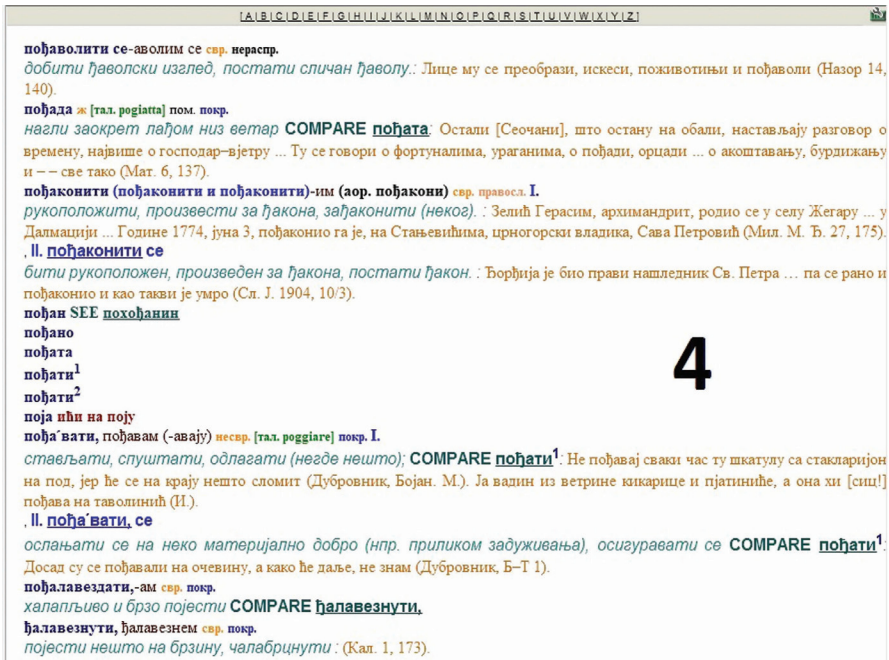 [A|B|C|D|E|F|G|H|I|J|K|L|M|N|O|P|Q|R|S|T|U|V|W|X|Y|Z]
пођаволити се-аволим се свр. нераспр.
добити ђаволски изглед, постати сличан ђаволу.: Лице му се преобрази, искеси, поживотињи и пођаволи (Назор 14,
140).
пођада ж [тал. pogiatta] пом. покр.
нагли заокрет лађом низ ветар COMPARE пођата: Остали [Сеочани], што остану на обали, настављају разговор о
времену, највише о господар–вјетру ... Ту се говори о фортуналима, ураганима, о пођади, орцади ... о акоштавању, бурдижању
и – – све тако (Мат. 6, 137).
пођаконити (пођаконити и пођаконити)-им (аор. пођакони) свр. правосл. I.
рукоположити, произвести за ђакона, зађаконити (неког). : Зелић Герасим, архимандрит, родио се у селу Жегару ... у
Далмацији ... Године 1774, јуна 3, пођаконио га је, на Стањевићима, црногорски владика, Сава Петровић (Мил. М. Ђ. 27, 175).
, II. пођаконити се
бити рукоположен, произведен за ђакона, постати ђакон. : Ђорђија је био прави нашледник Св. Петра … па се рано и
пођаконио и као такви је умро (Сл. Ј. 1904, 10/3).
пођан SEE похођанин
пођано
пођата
пођати1
пођати2
поја ићи на поју
4
пођа´вати, пођавам (-авају) несвр. [тал. poggiare] покр. I.
стављати, спуштати, одлагати (негде нешто); COMPARE пођати1: Не пођавај сваки час ту шкатулу са стакларијон
на под, јер ће се на крају нешто сломит (Дубровник, Бојан. М.). Ја вадин из ветрине кикарице и пјатиниће, а она хи [сиц!]
пођава на таволинић (И.).
, II. пођа´вати, се
ослањати се на неко материјално добро (нпр. приликом задуживања), осигуравати се COMPARE пођати1:
Досад су се пођавали на очевину, а како ће даље, не знам (Дубровник, Б–Т 1).
пођалавездати,-ам свр. покр.
халапљиво и брзо појести COMPARE ђалавезнути,
ђалавезнути, ђалавезнем свр. покр.
појести нешто на брзину, чалабрцнути : (Кал. 1, 173).